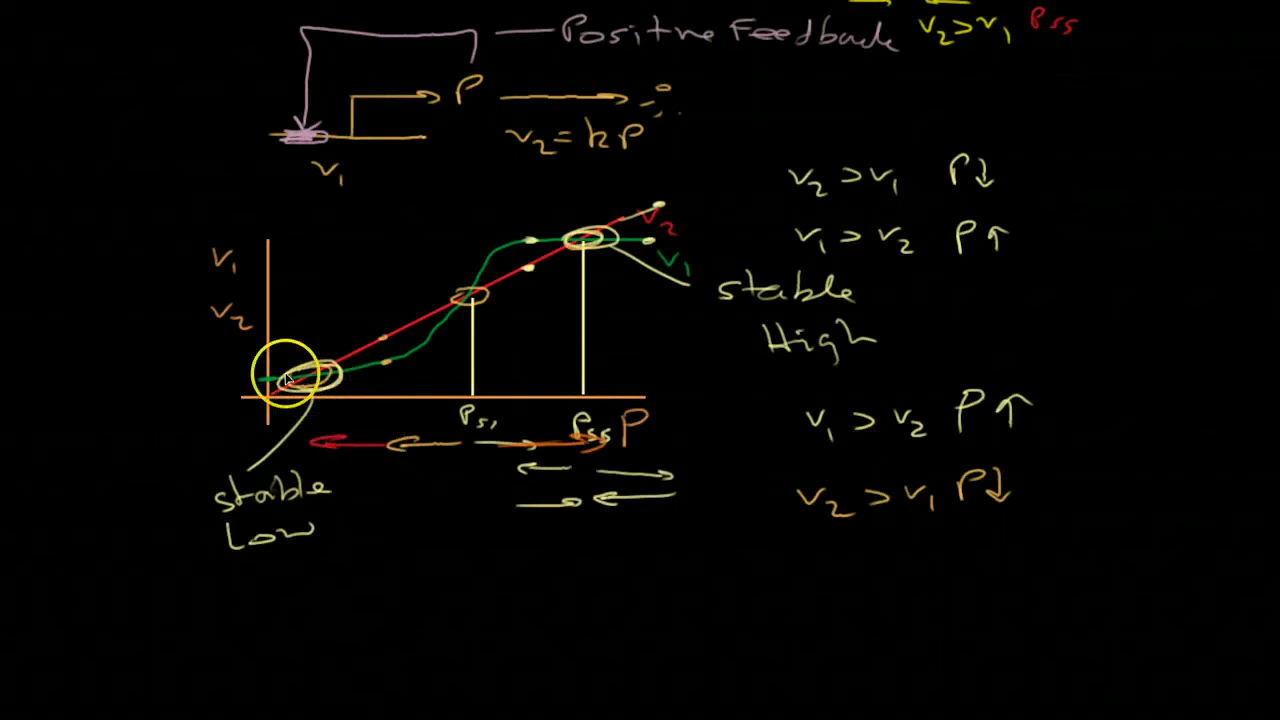 Positive Feedback v2>v1 Pss
P
v2 = kP
v1
v2 > v1 P↓
v1 > v2 P↑
v2
v1
v1
v2
stable
High
Ps1 Pss P
v1 > v2 P↑
v2 > v1 P↓
stable
Low